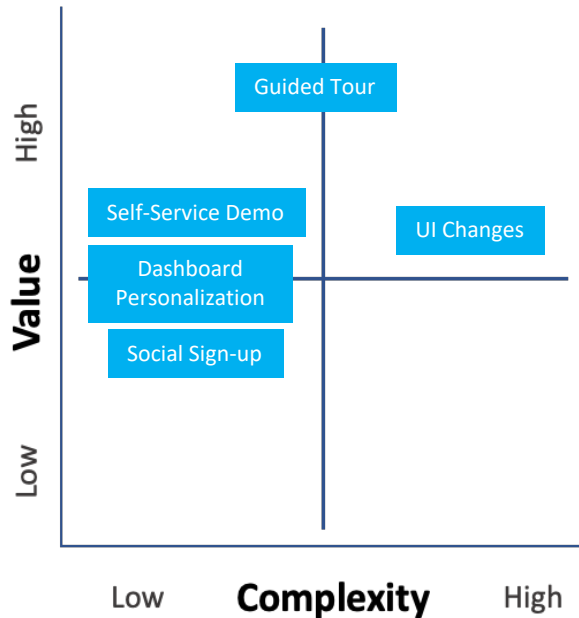 Guided Tour
High
Self-Service Demo
UI Changes
Value
Dashboard
Personalization
Social Sign-up
Low
Low
Complexity
High